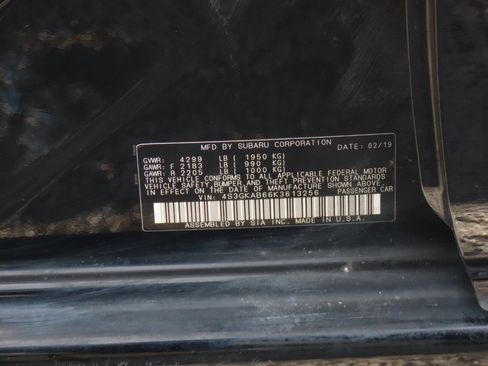 MFD BY SUBARU CORPORATION DATE: 02/19
GVWR: 4299 LB ( 1950 KG)
GAWR: F 2183 LB ( 990 KG)
GAWR: R 2205 LB ( 1000 KG)
THIS VEHICLE CONFORMS TO ALL APPLICABLE FEDERAL MOTOR
VEHICLE SAFETY, BUMPER, AND THEFT PREVENTION STANDARDS
IN EFFECT ON THE DATE OF MANUFACTURE SHOWN ABOVE.
VIN: 4S3GKAB66K3613256 PASSENGER CAR
ASSEMBLED BY SIA INC. MADE IN U.S.A.